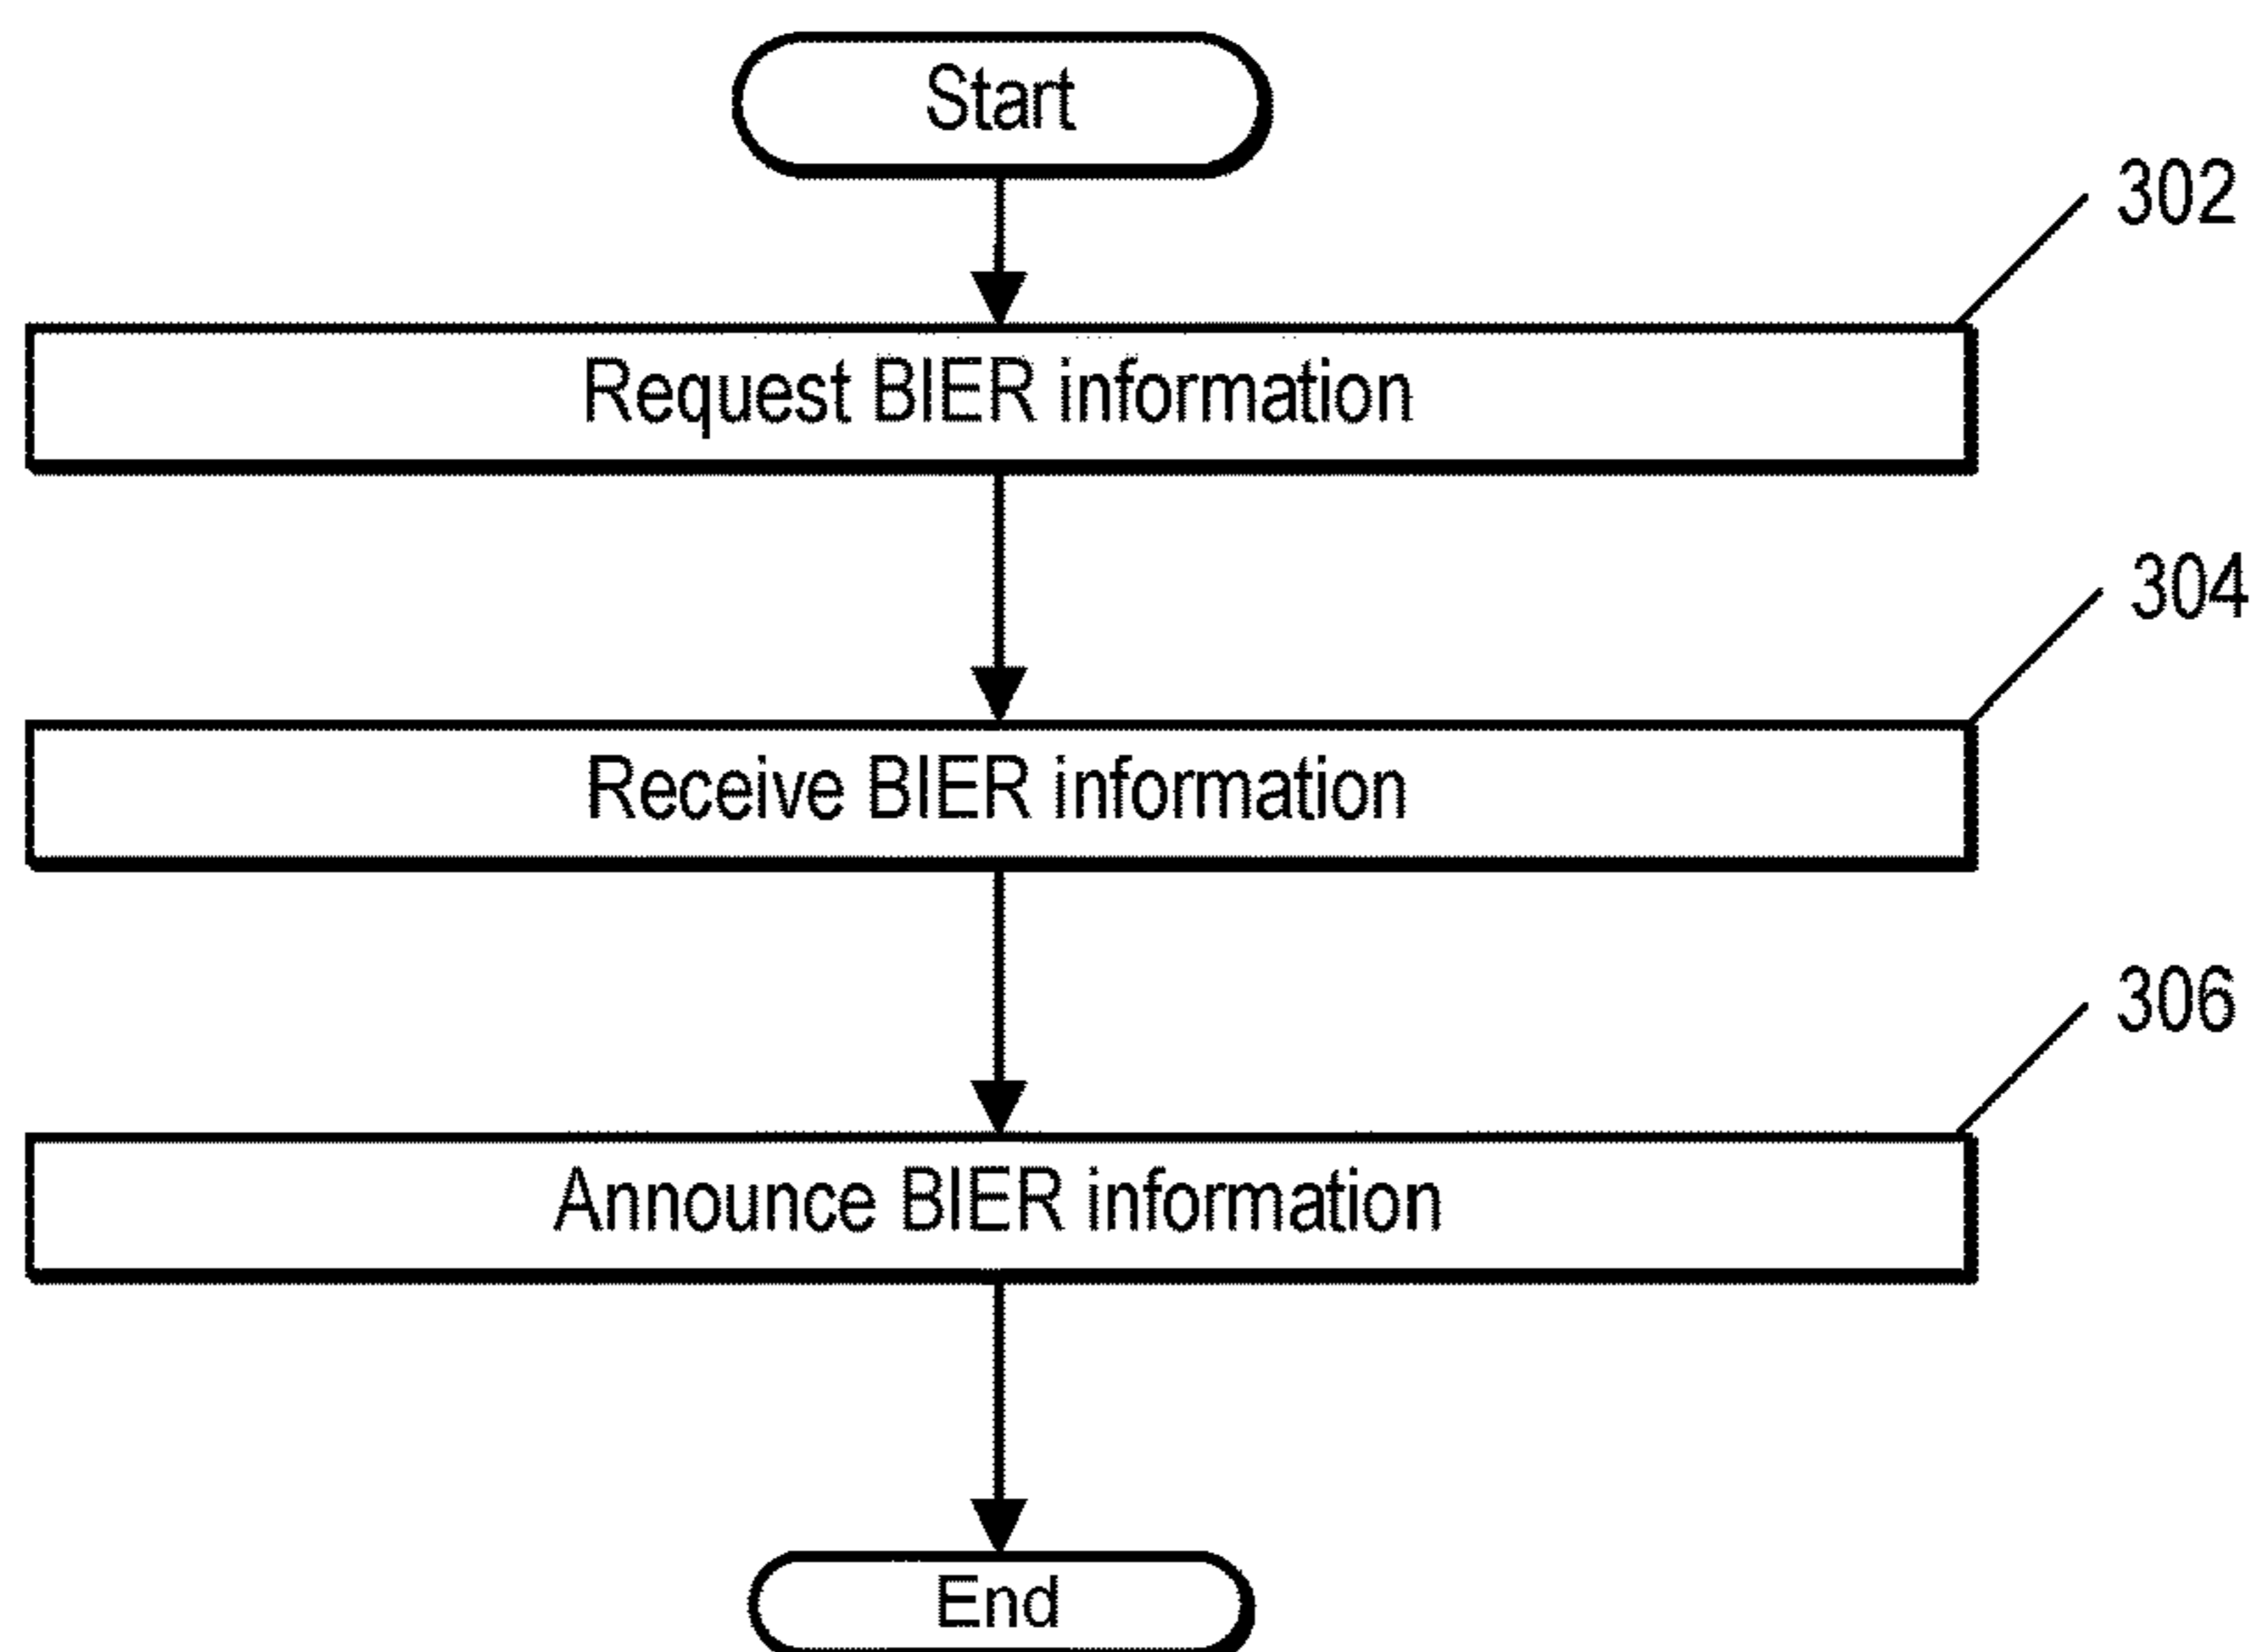 Start
302
Request BIER information
304
Receive BIER information
306
Announce BIER information
End